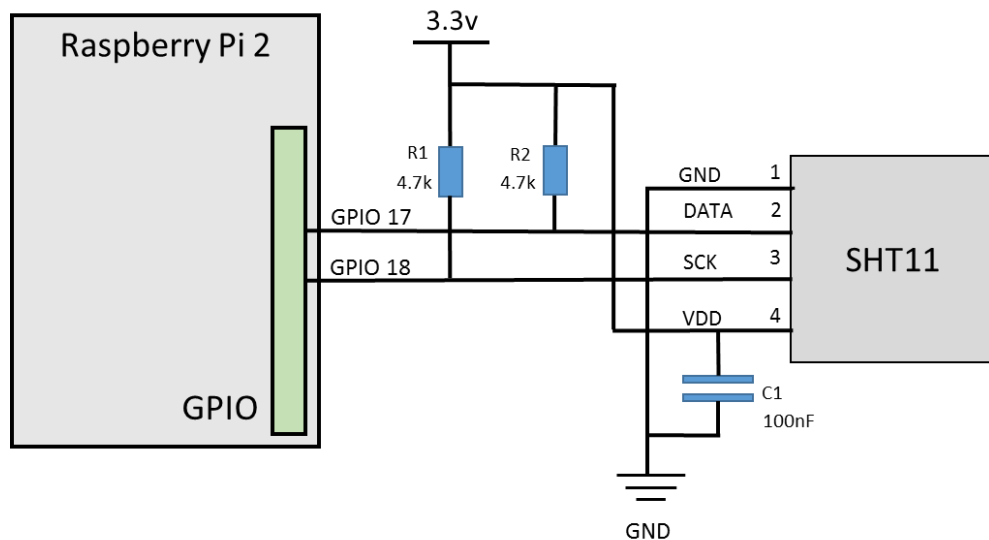 Raspberry Pi 2
3.3v
R1
4.7k
R2
4.7k
GPIO 17
GPIO 18
GPIO
GND 1
DATA 2
SCK 3
VDD 4
SHT11
C1
100nF
GND